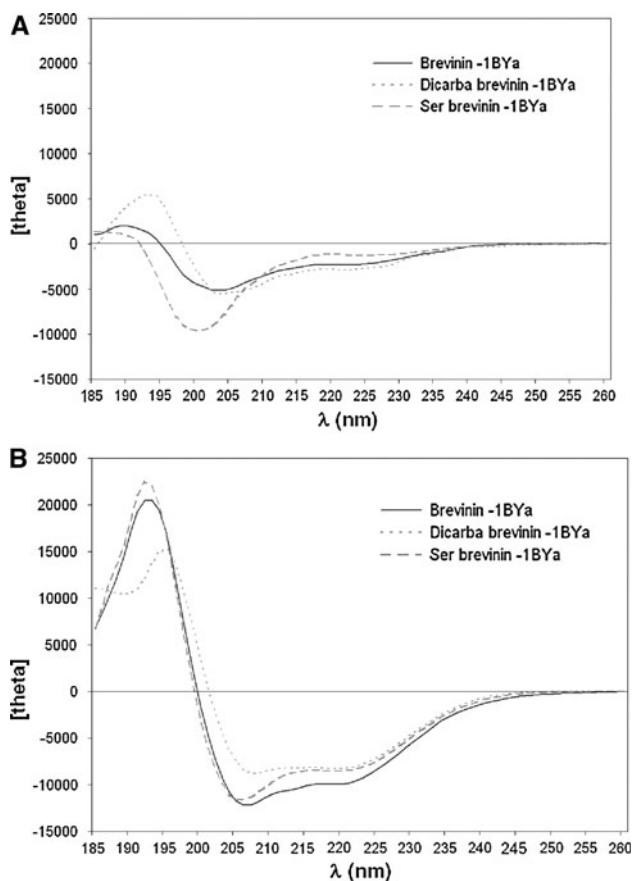 A
25000
20000
15000
10000
5000
0
-5000
-10000
-15000
[theta]
Brevinin -1BYa
Dicarba brevinin -1BYa
Ser brevinin -1BYa
185 190 195 200 205 210 215 220 225 230 235 240 245 250 255 260
λ (nm)
B
25000
20000
15000
10000
5000
0
-5000
-10000
-15000
[theta]
Brevinin -1BYa
Dicarba brevinin -1BYa
Ser brevinin -1BYa
185 190 195 200 205 210 215 220 225 230 235 240 245 250 255 260
λ (nm)